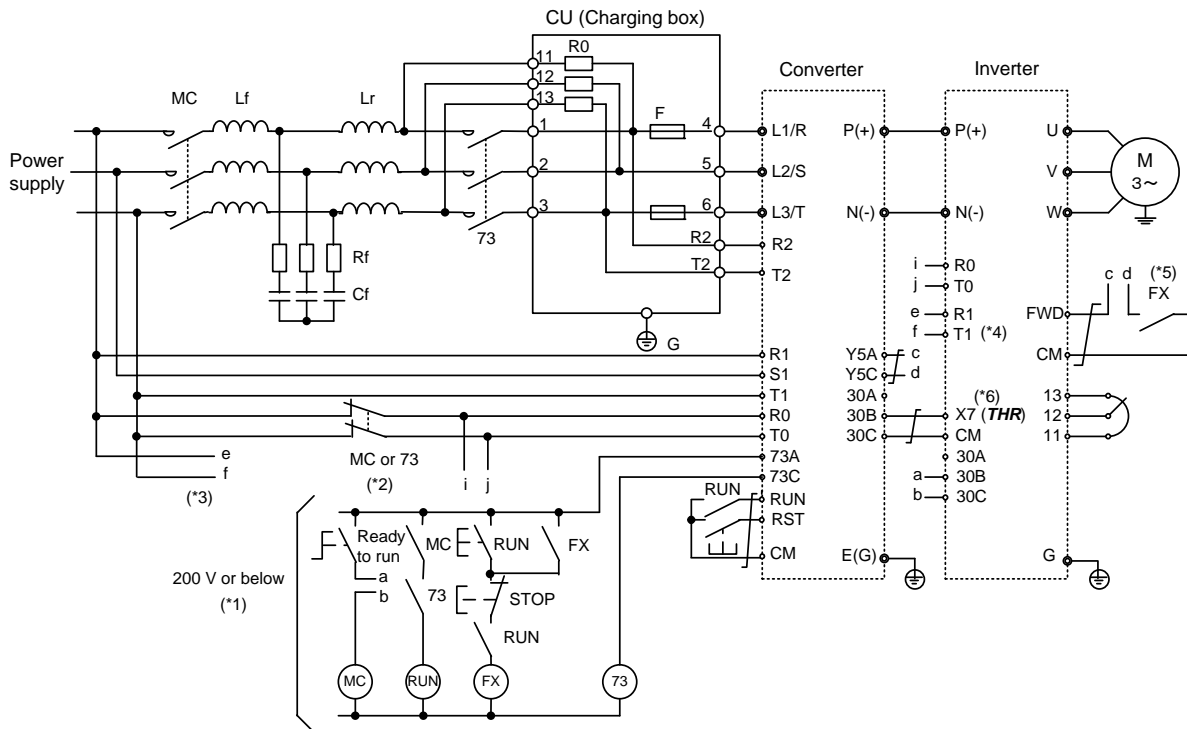 CU (Charging box)
R0
11
12
13
Converter
Inverter
MC
Lf
Lr
F
1
4
L1/R
P(+)
P(+)
U
Power
supply
2
5
L2/S
V
M
3~
3
6
L3/T
N(-)
N(-)
W
73
R2
R2
Rf
T2
T2
Cf
i
R0
j
T0
c
d
(*5)
FX
e
R1
f
T1
(*4)
FWD
G
R1
Y5A
c
CM
S1
Y5C
d
T1
30A
(*6)
13
R0
30B
X7 (THR)
12
T0
30C
CM
11
e
f
(*3)
MC or 73
(*2)
i
j
73A
30A
73C
a
30B
b
30C
RUN
RUN
RST
CM
E(G)
G
Ready
to run
MC
RUN
FX
200 V or below
(*1)
a
b
73
STOP
RUN
MC
RUN
FX
73